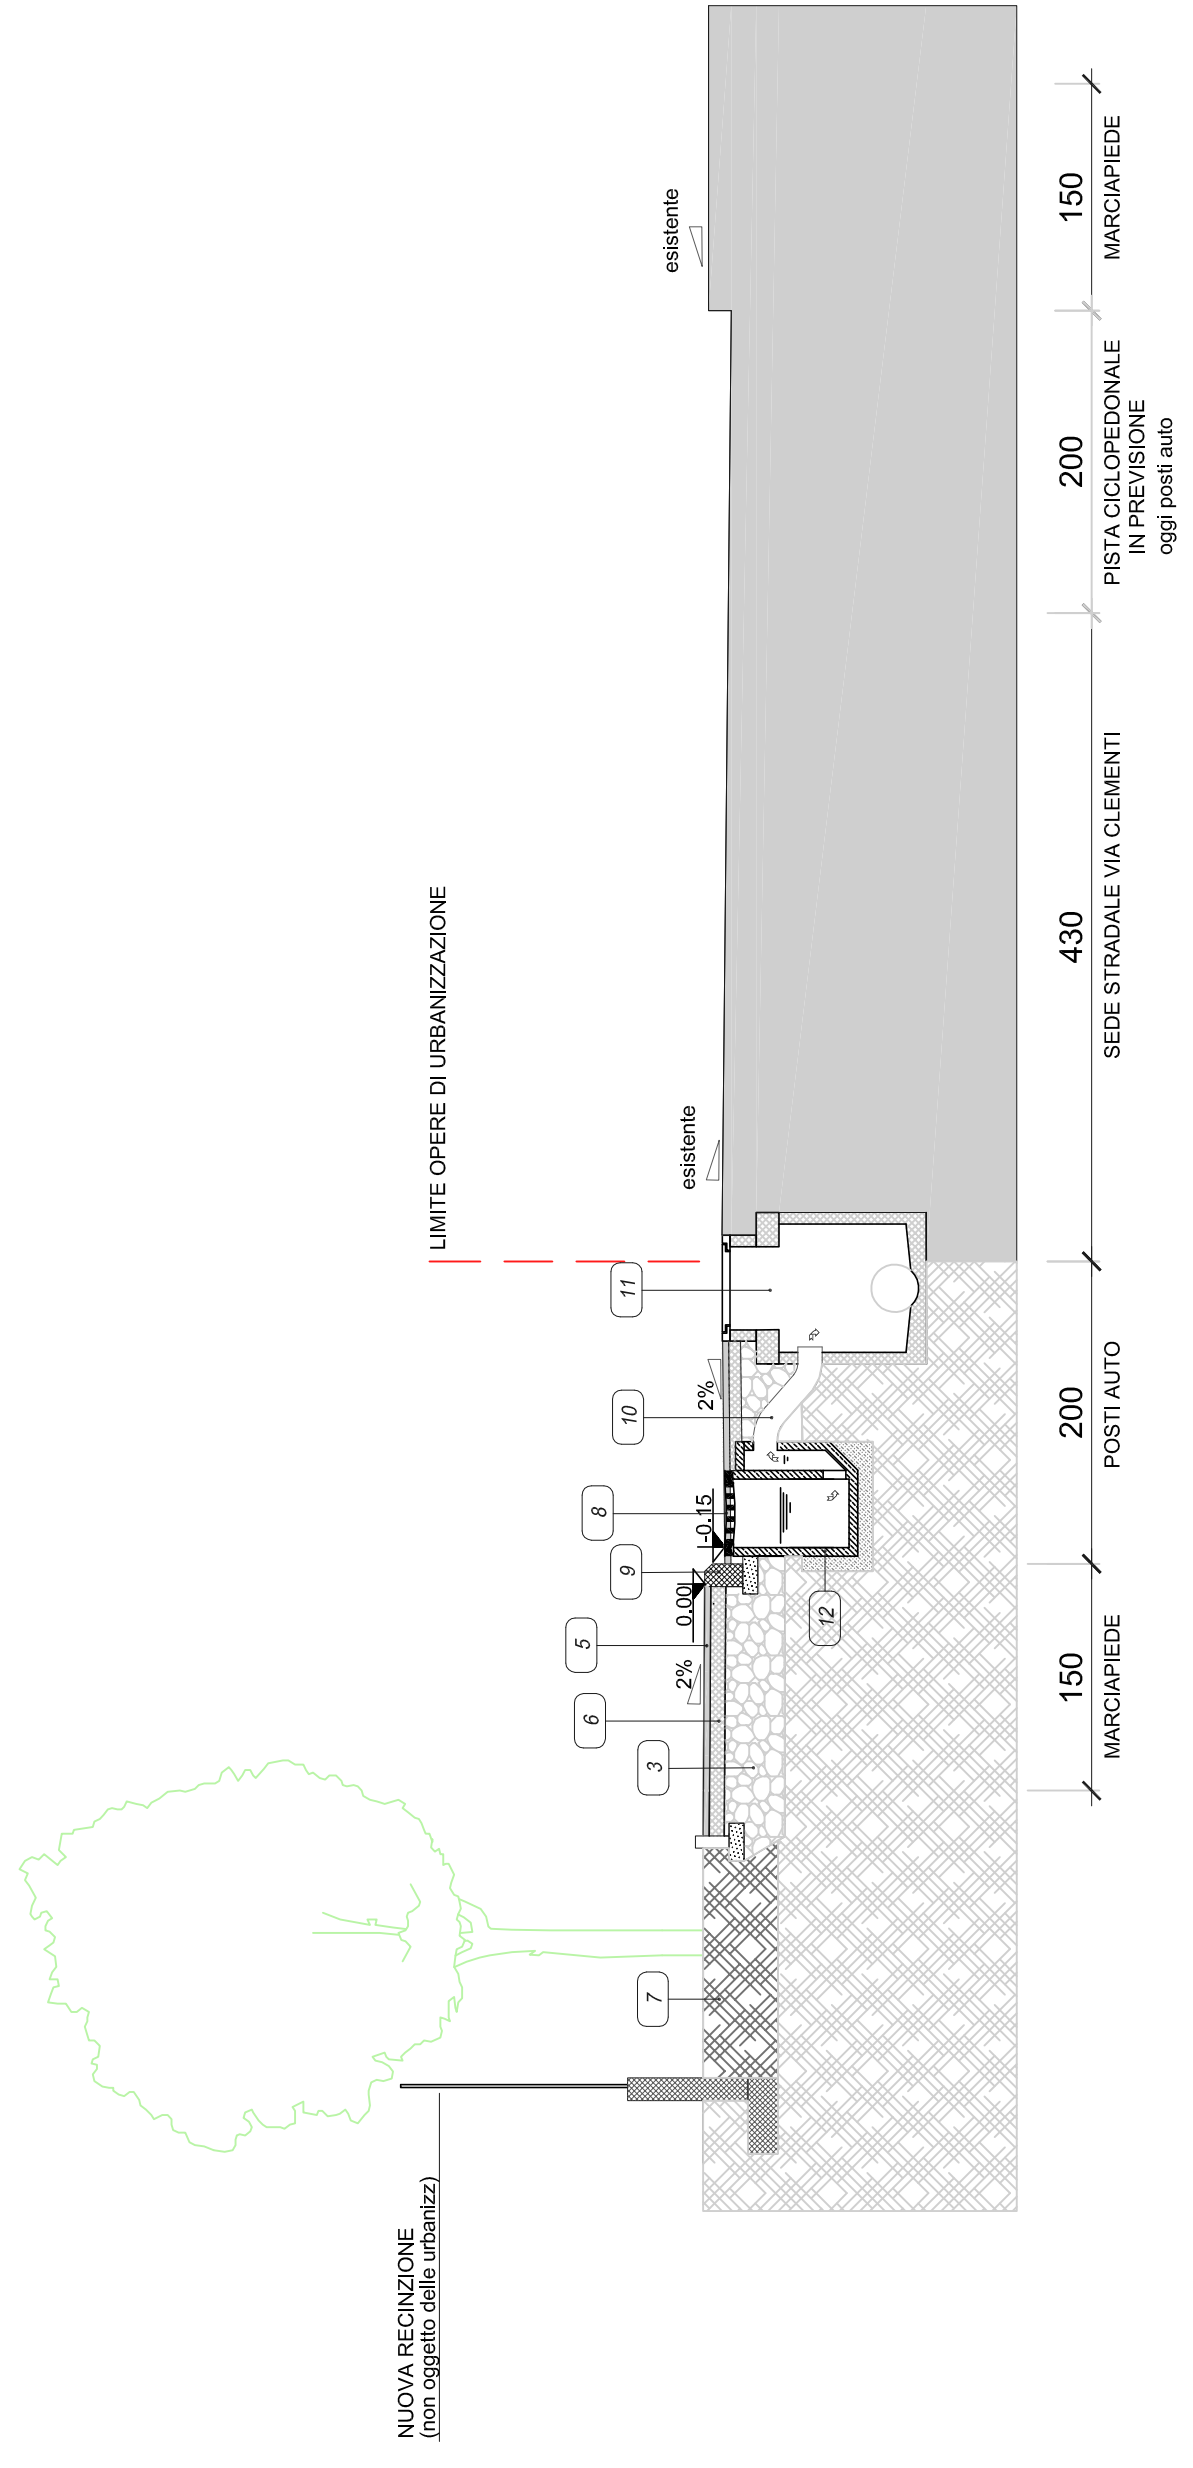 NUOVA RECINZIONE
(non oggetto delle urbanizz)
LIMITE OPERE DI URBANIZZAZIONE
7
3
6
5
9
8
10
11
12
2%
0.00
-0.15
2%
esistente
esistente
150
MARCIAPIEDE
200
POSTI AUTO
430
SEDE STRADALE VIA CLEMENTI
200
PISTA CICLOPEDONALE
IN PREVISIONE
oggi posti auto
150
MARCIAPIEDE